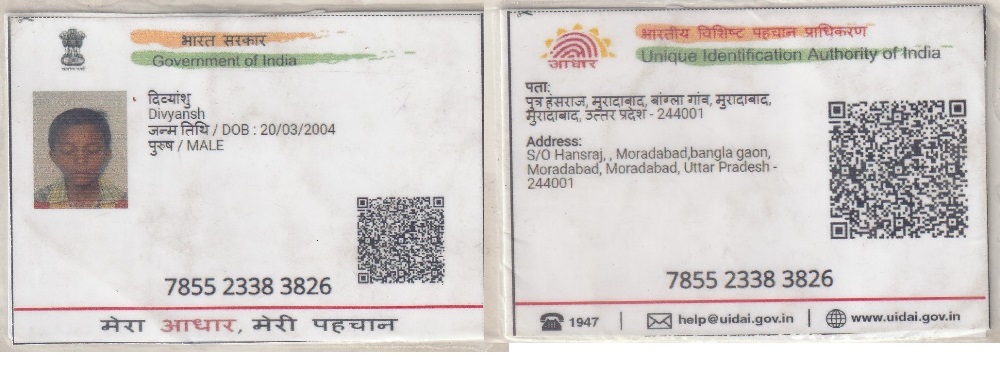 भारत सरकार
Government of India
दिव्यांशु
Divyansh
जन्म तिथि / DOB : 20/03/2004
पुरुष / MALE
7855 2338 3826
मेरा आधार, मेरी पहचान
आधार
भारतीय विशिष्ट पहचान प्राधिकरण
Unique Identification Authority of India
पता:
पुत्र हंसराज, मुरादाबाद, बांग्ला गांव, मुरादाबाद,
मुरादाबाद, उत्तर प्रदेश - 244001
Address:
S/O Hansraj, , Moradabad,bangla gaon,
Moradabad, Moradabad, Uttar Pradesh -
244001
7855 2338 3826
1947
help@uidai.gov.in
www.uidai.gov.in